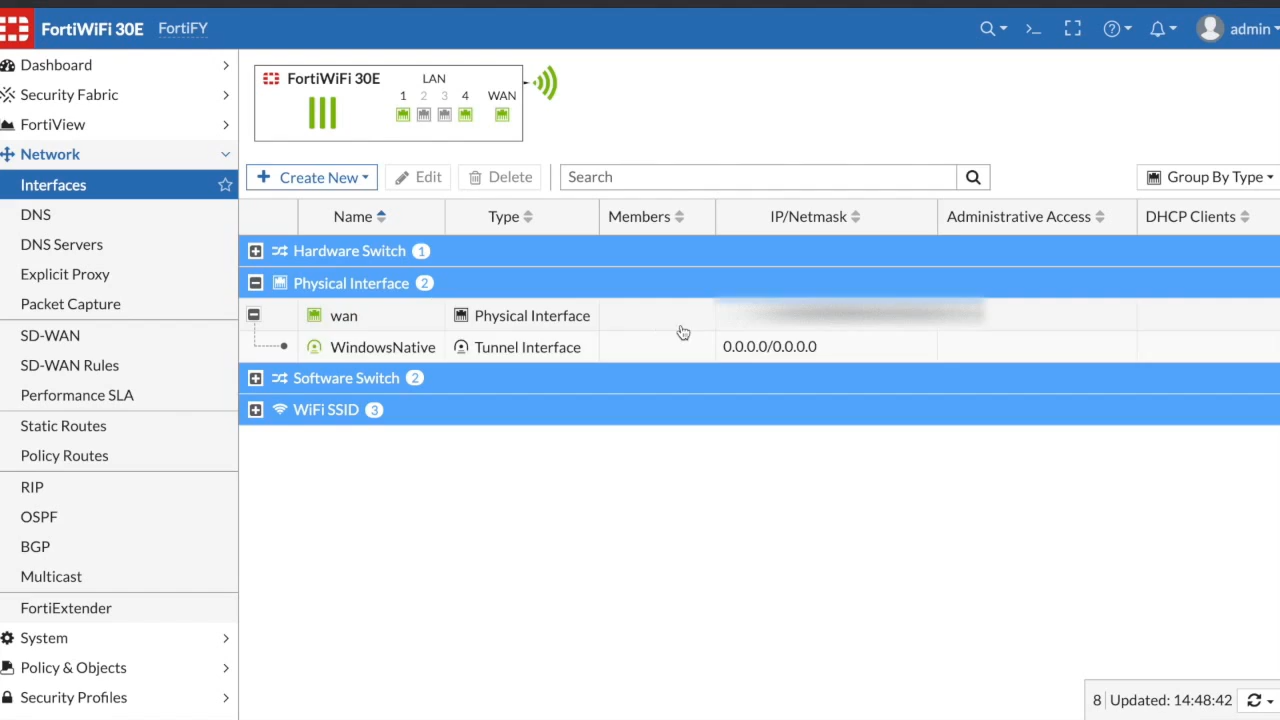 FortiWiFi 30E FortiFY
admin
Dashboard
Security Fabric
FortiView
Network
Interfaces
DNS
DNS Servers
Explicit Proxy
Packet Capture
SD-WAN
SD-WAN Rules
Performance SLA
Static Routes
Policy Routes
RIP
OSPF
BGP
Multicast
FortiExtender
System
Policy & Objects
Security Profiles
FortiWiFi 30E LAN
1 2 3 4 WAN
Create New Edit Delete Search Group By Type
Name Type Members IP/Netmask Administrative Access DHCP Clients
Hardware Switch 1
Physical Interface 2
wan Physical Interface
WindowsNative Tunnel Interface 0.0.0.0/0.0.0.0
Software Switch 2
WiFi SSID 3
8 Updated: 14:48:42